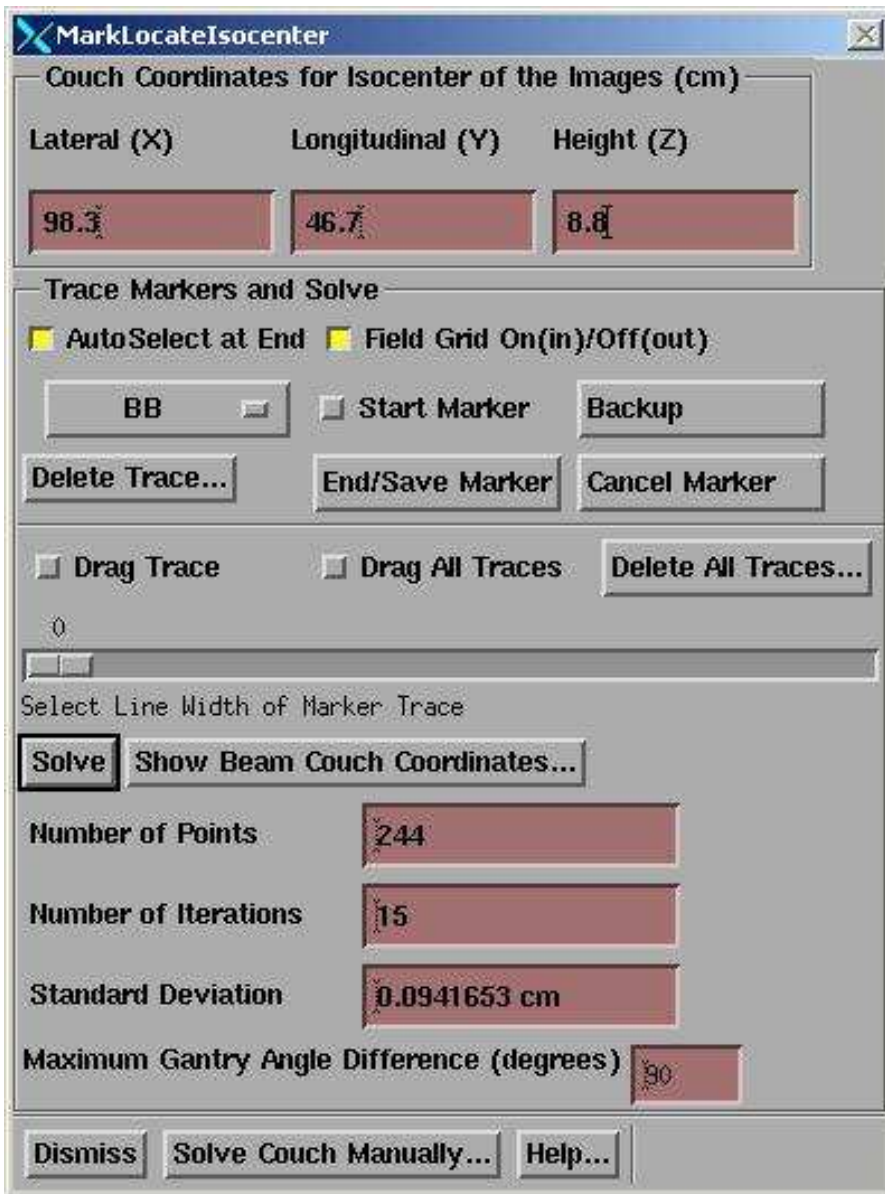 MarkLocateIsocenter
Couch Coordinates for Isocenter of the Images (cm)
Lateral (X) Longitudinal (Y) Height (Z)
98.3 46.7 8.8
Trace Markers and Solve
AutoSelect at End Field Grid On(in)/Off(out)
BB Start Marker Backup
Delete Trace... End/Save Marker Cancel Marker
Drag Trace Drag All Traces Delete All Traces...
0
Select Line Width of Marker Trace
Solve Show Beam Couch Coordinates...
Number of Points 244
Number of Iterations 15
Standard Deviation 0.0941653 cm
Maximum Gantry Angle Difference (degrees) 90
Dismiss Solve Couch Manually... Help...